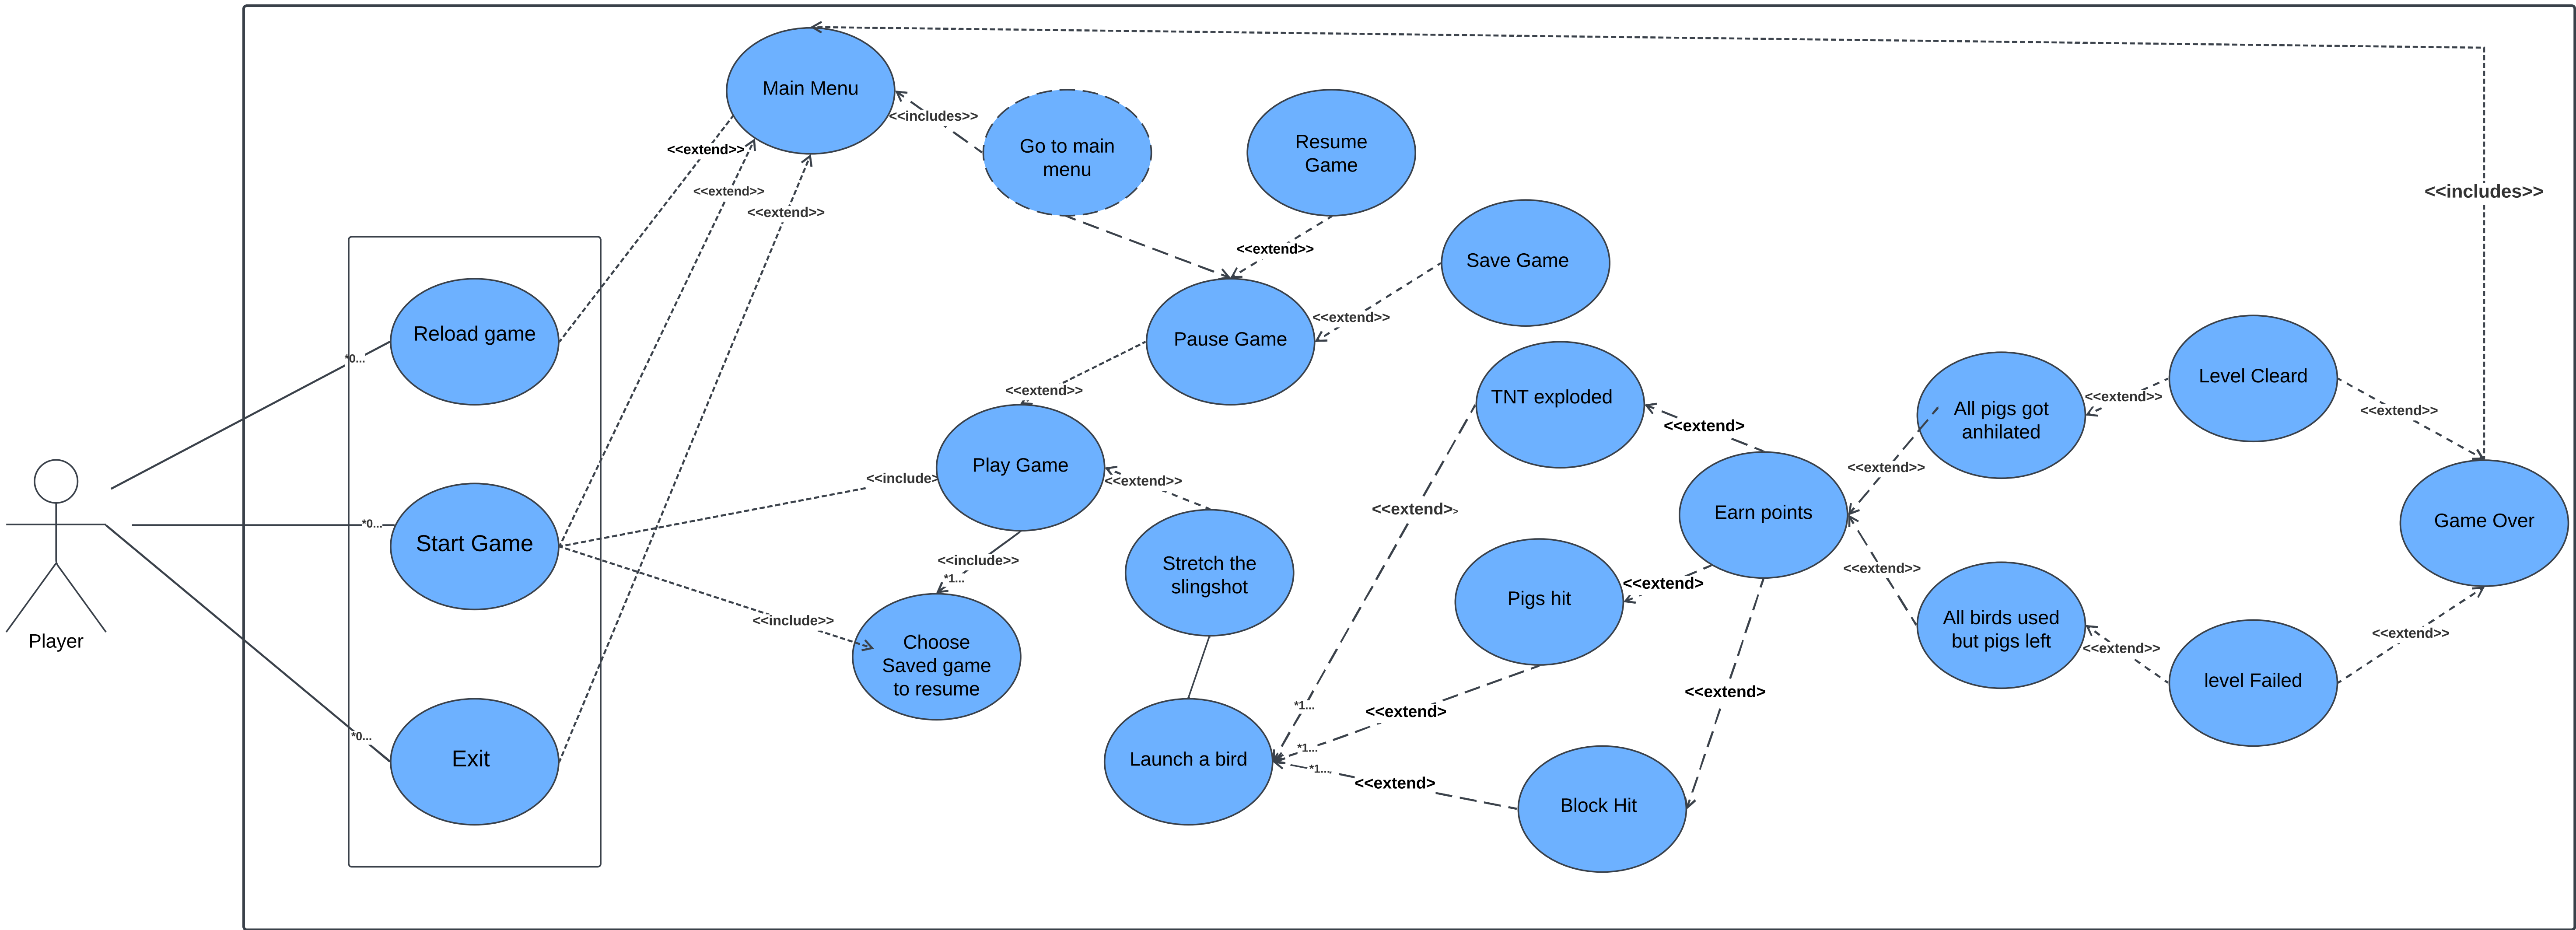 Main Menu
<<includes>>
Go to main
menu
Resume
Game
<<extend>>
<<extend>>
<<extend>>
<<includes>>
<<extend>>
Save Game
<<extend>>
Reload game
*0...
Pause Game
<<extend>>
TNT exploded
<<extend>>
All pigs got
anhilated
<<extend>>
Level Cleard
<<extend>>
Play Game
<<include>
<<extend>>
<<extend>>
<<extend>>
Earn points
Game Over
*0...
Start Game
Player
<<include>>
*1...
Stretch the
slingshot
Pigs hit
<<extend>
<<extend>>
<<include>>
Choose
Saved game
to resume
All birds used
but pigs left
<<extend>>
<<extend>>
level Failed
*0...
Exit
Launch a bird
*1...
*1...
*1...
<<extend>
<<extend>
<<extend>
Block Hit